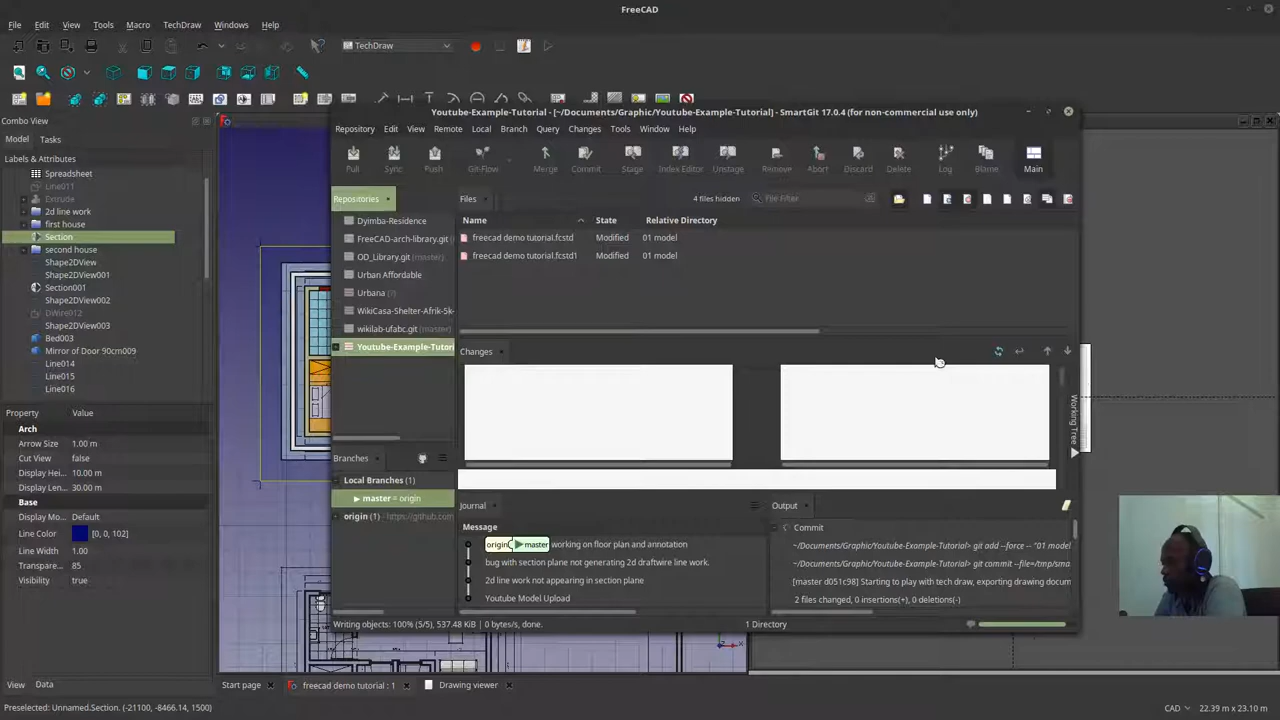 FreeCAD
File Edit View Tools Macro TechDraw Windows Help
TechDraw
Combo View
Model Tasks
Labels & Attributes
Spreadsheet
Line011
Extrude
2d line work
first house
Section
second house
Shape2DView
Shape2DView001
Section001
Shape2DView002
DWire012
Shape2DView003
Bed003
Mirror of Door 90cm009
Line014
Line015
Line016
Property Value
Arch
Arrow Size 1.00 m
Cut View false
Display Hei... 10.00 m
Display Len... 30.00 m
Base
Display Mo... Default
Line Color [0, 0, 102]
Line Width 1.00
Transpare... 85
Visibility true
View Data
Youtube-Example-Tutorial - [~/Documents/Graphic/Youtube-Example-Tutorial] - SmartGit 17.0.4 (for non-commercial use only)
Repository Edit View Remote Local Branch Query Changes Tools Window Help
Pull Sync Push Git-Flow Merge Commit Stage Index Editor Unstage Remove Abort Discard Delete Log Blame Main
Repositories
Dyimba-Residence
FreeCAD-arch-library.git
OD_Library.git (master)
Urban Affordable
Urbana (?)
WikiCasa-Shelter-Afrik-5k-
wikilab-ufabc.git (master)
Youtube-Example-Tutori
Files 4 files hidden File Filter
Name State Relative Directory
freecad demo tutorial.fcstd Modified 01 model
freecad demo tutorial.fcstd1 Modified 01 model
Changes
Working Tree
Branches
Local Branches (1)
master = origin
origin (1) - https://github.com
Journal
Message
origin master working on floor plan and annotation
bug with section plane not generating 2d draftwire line work.
2d line work not appearing in section plane
Youtube Model Upload
Output
Commit
~/Documents/Graphic/Youtube-Example-Tutorial> git add --force -- "01 model
~/Documents/Graphic/Youtube-Example-Tutorial> git commit --file=/tmp/sma
[master d051c98] Starting to play with tech draw, exporting drawing docum
2 files changed, 0 insertions(+), 0 deletions(-)
Writing objects: 100% (5/5), 537.48 KiB | 0 bytes/s, done. 1 Directory
Start page freecad demo tutorial : 1 Drawing viewer
Preselected: Unnamed.Section. (-21100, -8466.14, 1500) CAD 22.39 m x 23.10 m